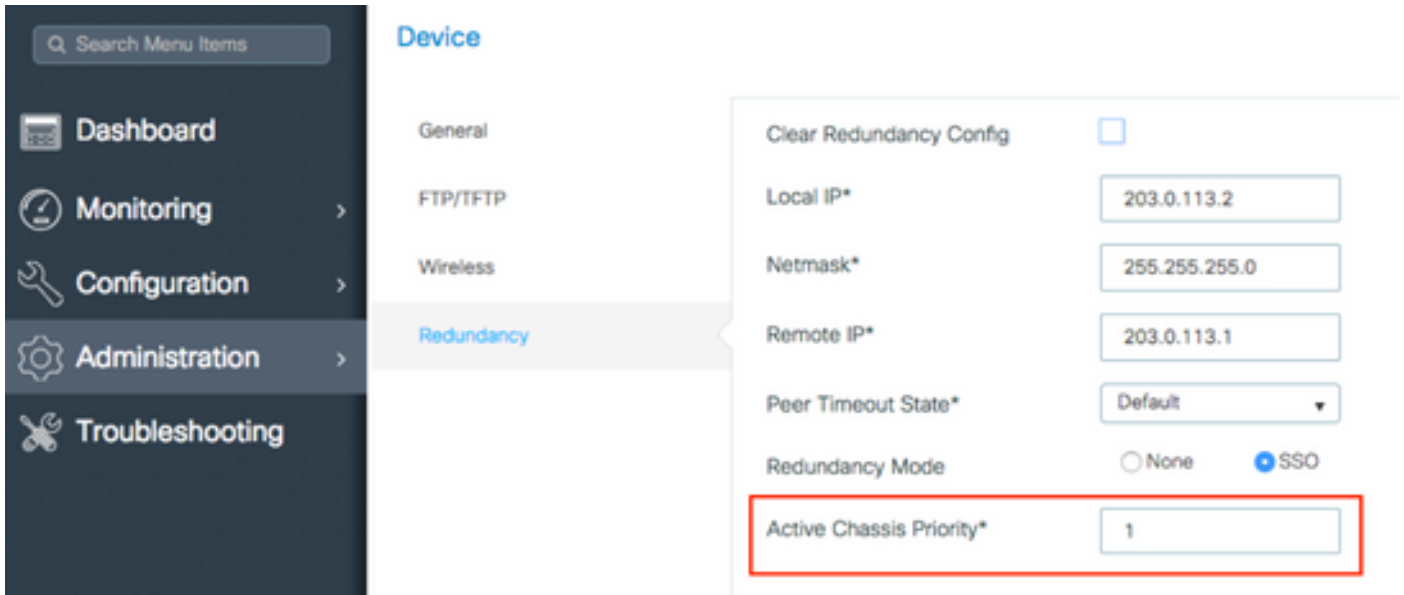 Search Menu Items
Dashboard
Monitoring
Configuration
Administration
Troubleshooting
Device
General
FTP/TFTP
Wireless
Redundancy
Clear Redundancy Config
Local IP* 203.0.113.2
Netmask* 255.255.255.0
Remote IP* 203.0.113.1
Peer Timeout State* Default
Redundancy Mode None SSO
Active Chassis Priority* 1